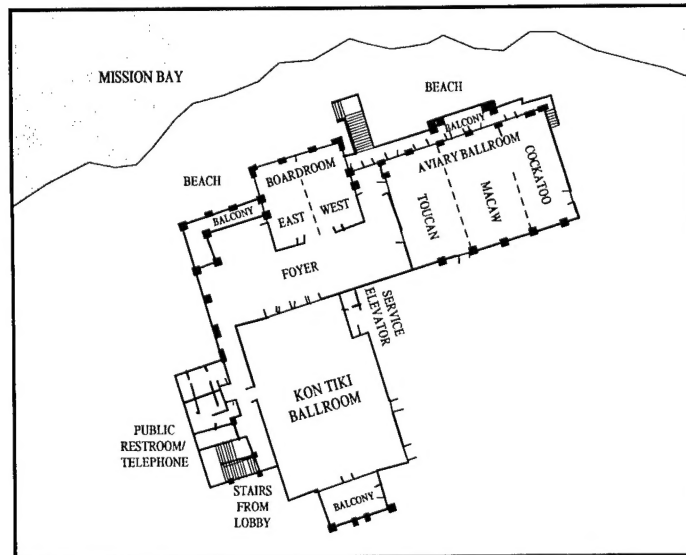 MISSION BAY
BEACH
BALCONY
AVIARY BALLROOM
COCKATOO
MACAW
TOUCAN
BOARDROOM
EAST
WEST
BEACH
BALCONY
FOYER
SERVICE
ELEVATOR
KON TIKI
BALLROOM
PUBLIC
RESTROOM/
TELEPHONE
STAIRS
FROM
LOBBY
BALCONY